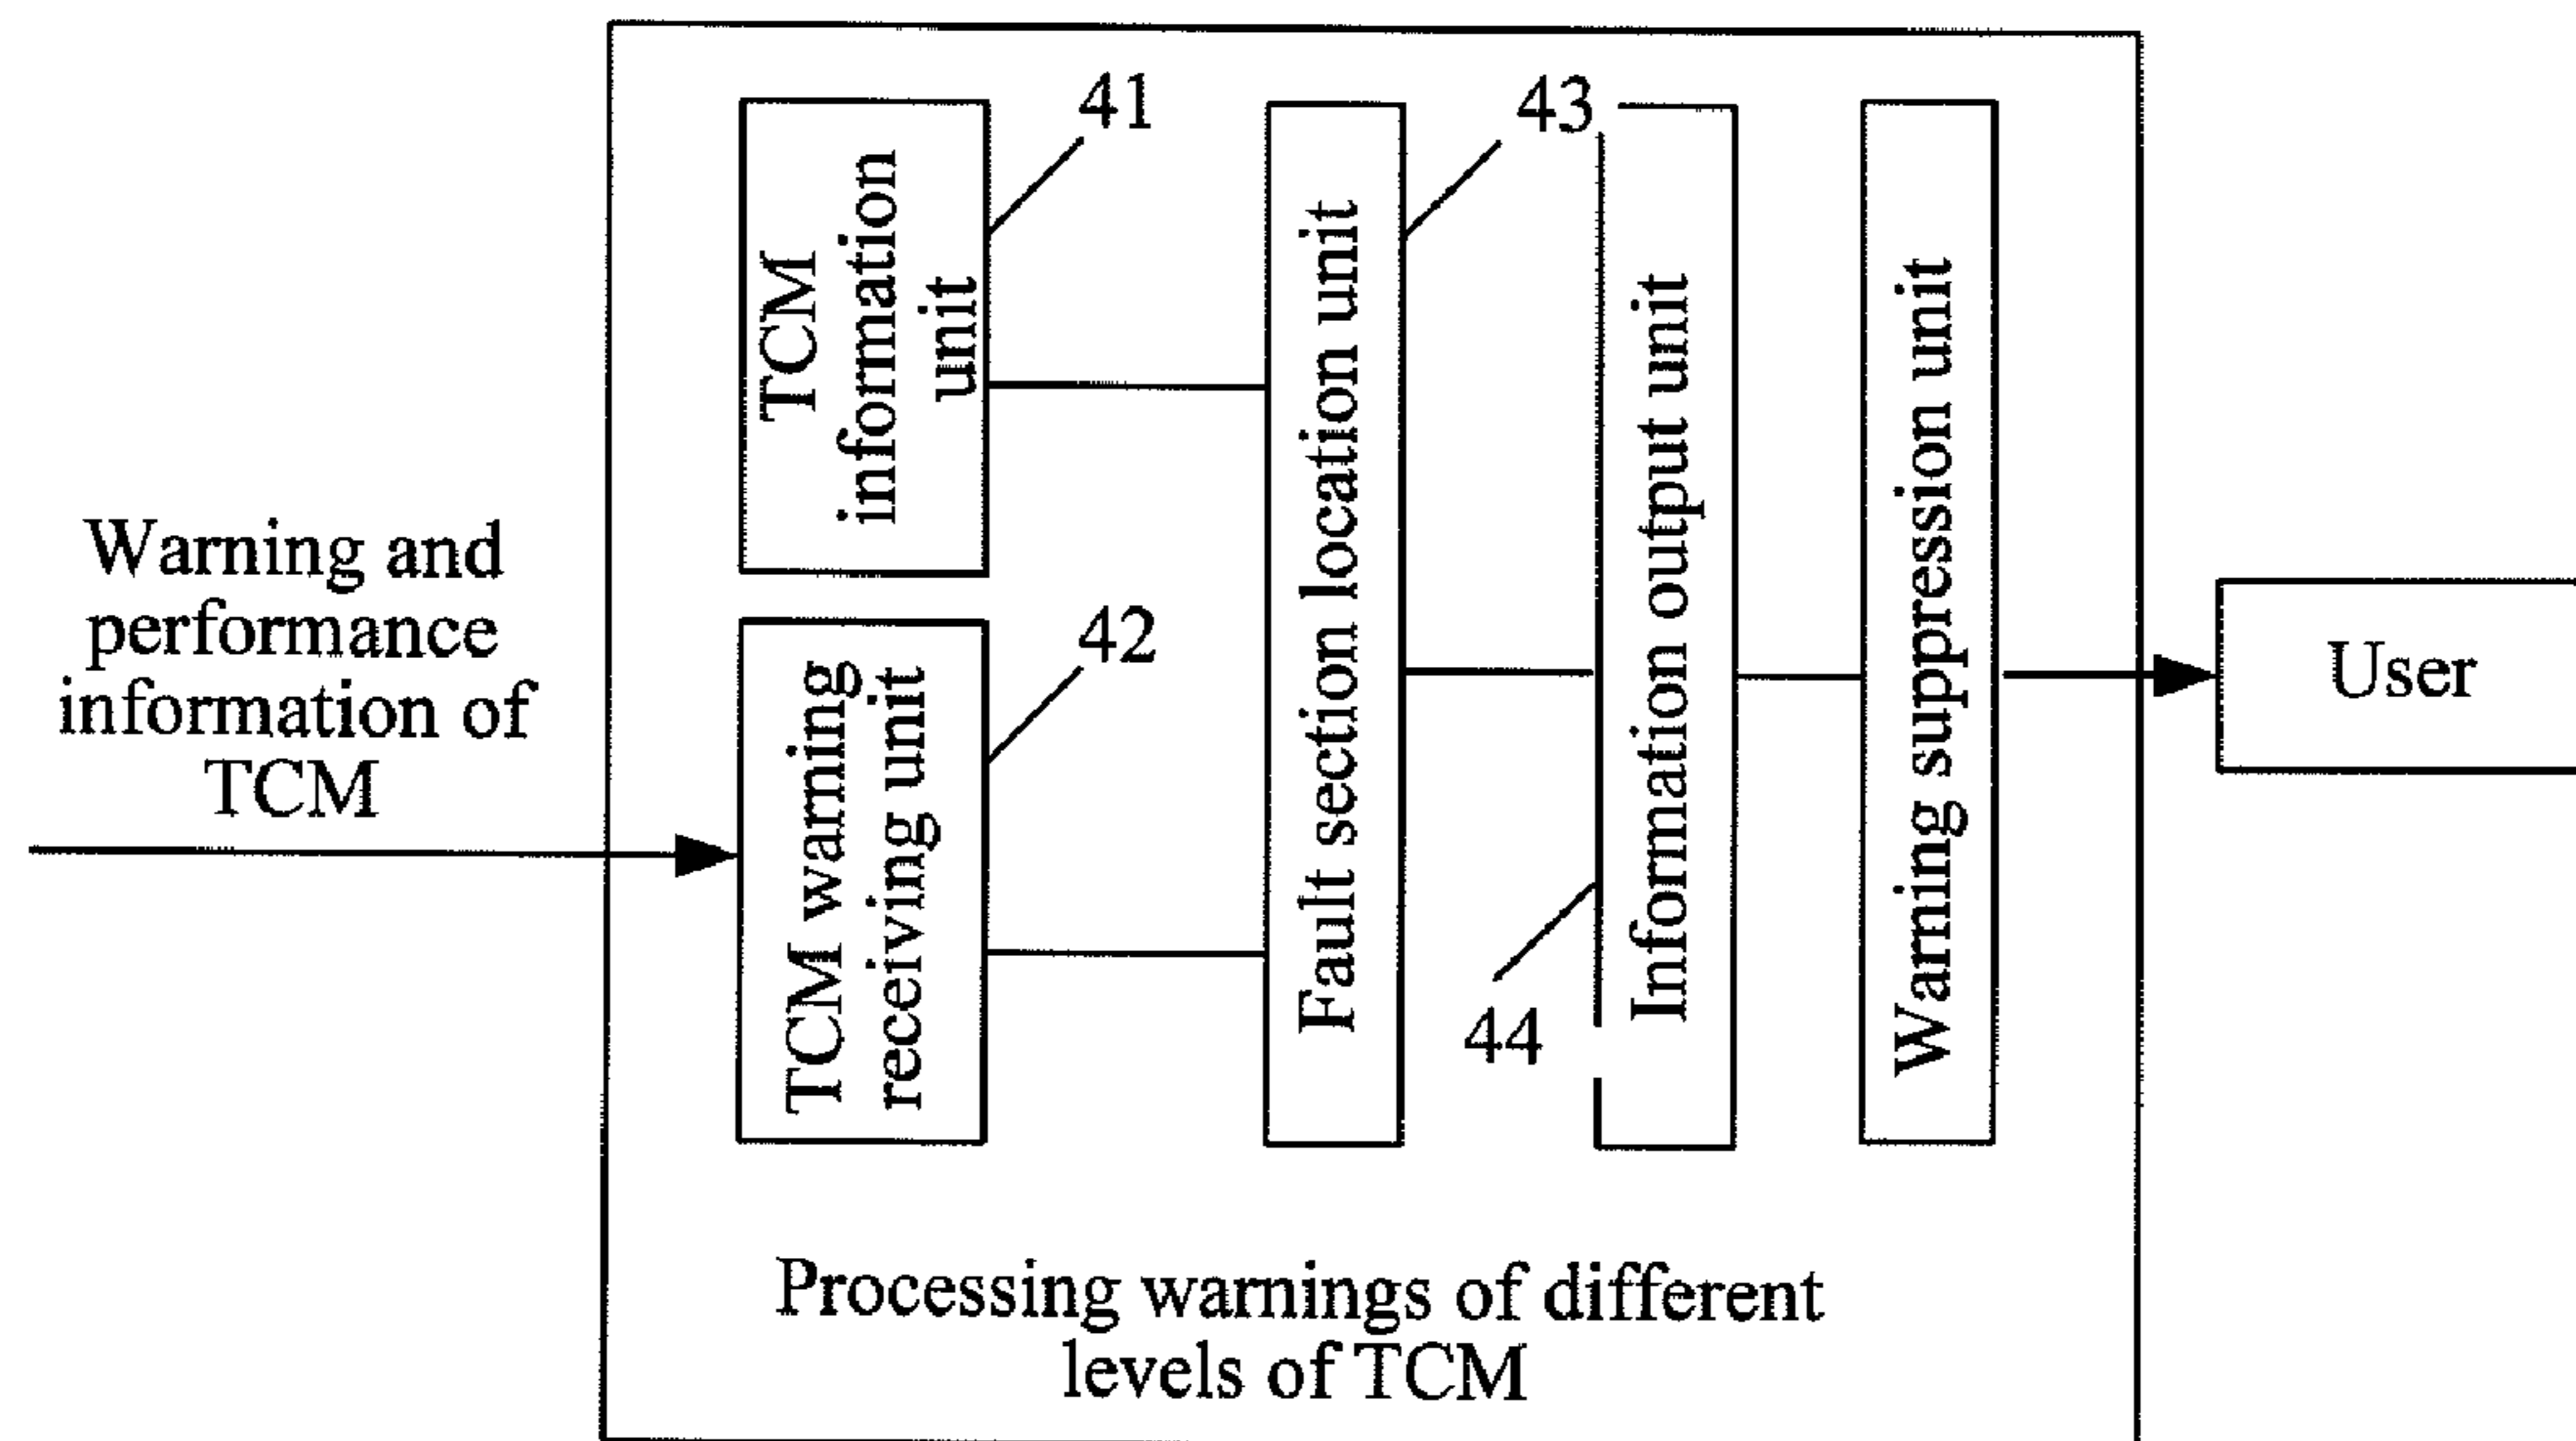 Warning and
performance
information of
TCM
TCM
information
unit
41
TCM warning
receiving unit
42
Fault section location unit
43
Information output unit
44
Warning suppression unit
User
Processing warnings of different
levels of TCM